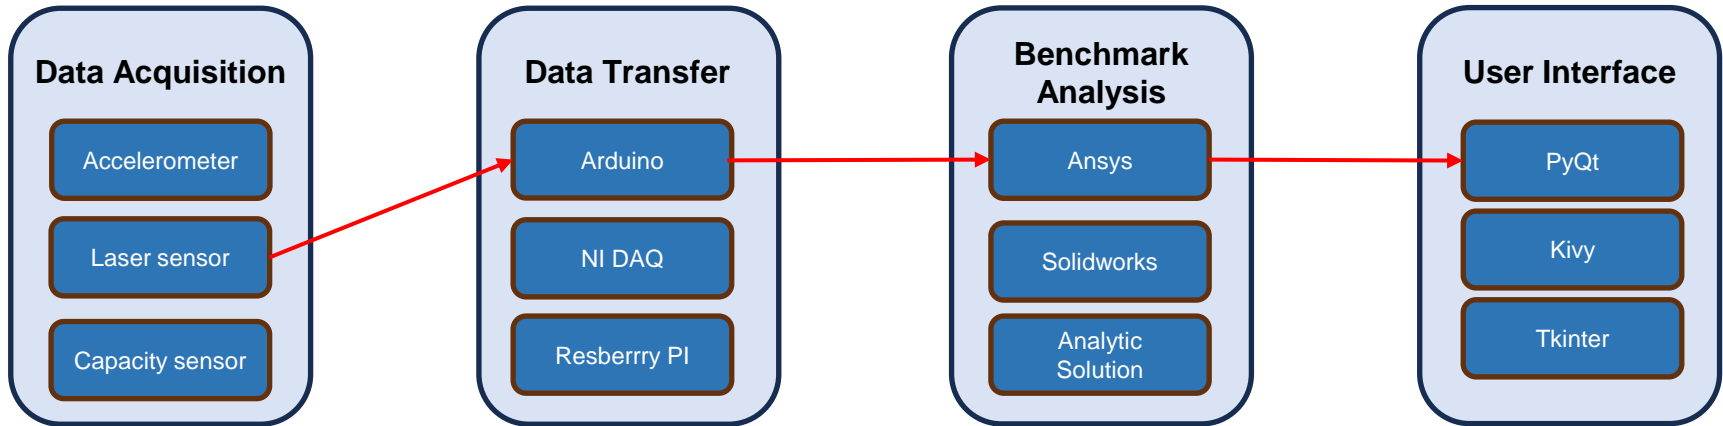 Data Acquisition
Accelerometer
Laser sensor
Capacity sensor
Data Transfer
Arduino
NI DAQ
Resberrry PI
Benchmark
Analysis
Ansys
Solidworks
Analytic
Solution
User Interface
PyQt
Kivy
Tkinter